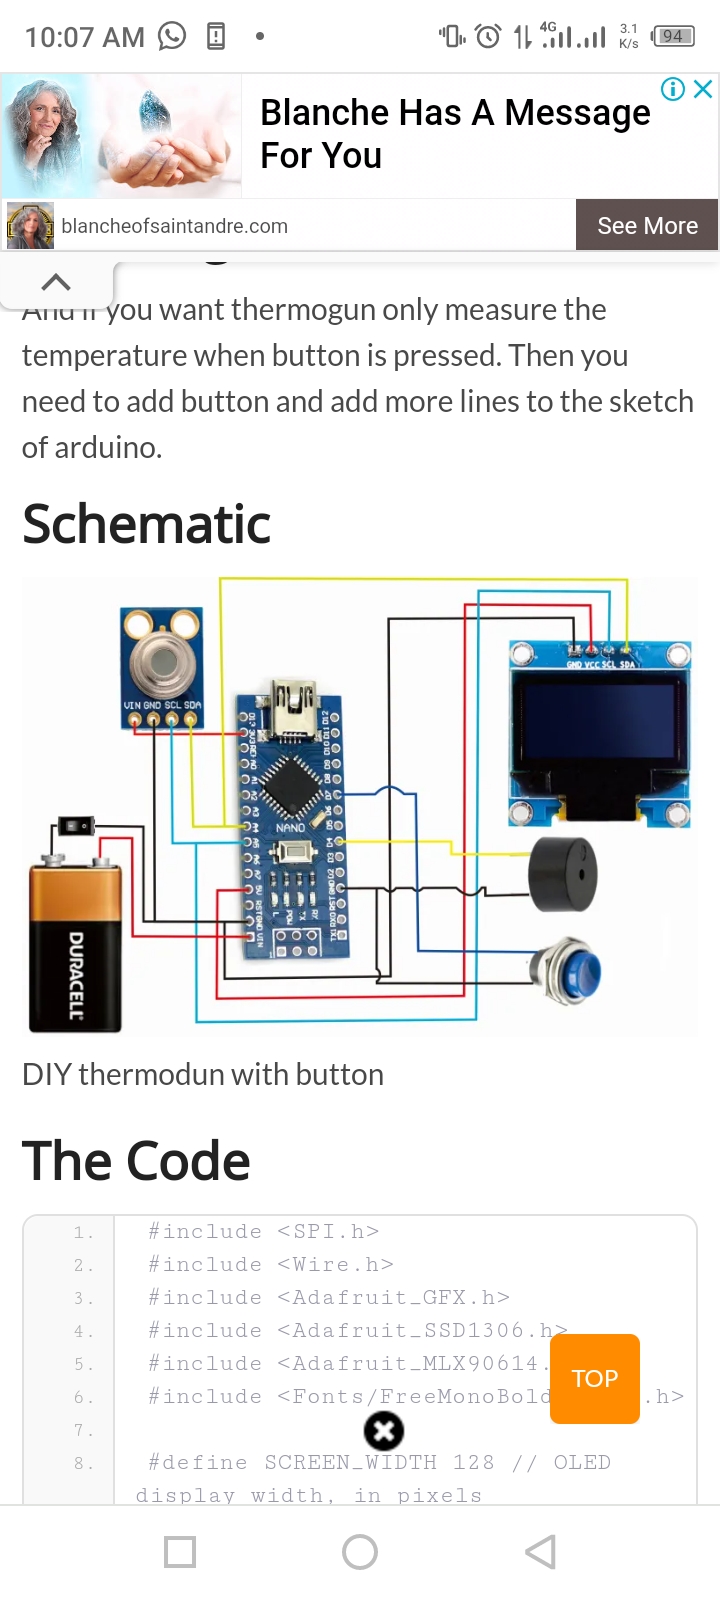 10:07 AM
4G
3.1
K/s
94
Blanche Has A Message
For You
blancheofsaintandre.com
See More
And if you want thermogun only measure the
temperature when button is pressed. Then you
need to add button and add more lines to the sketch
of arduino.
Schematic
VIN GND SCL SDA
GND VCC SCL SDA
NANO
DURACELL
DIY thermodun with button
The Code
1. #include <SPI.h>
2. #include <Wire.h>
3. #include <Adafruit_GFX.h>
4. #include <Adafruit_SSD1306.h>
5. #include <Adafruit_MLX90614.
6. #include <Fonts/FreeMonoBold .h>
TOP
7.
8. #define SCREEN_WIDTH 128 // OLED
display width, in pixels